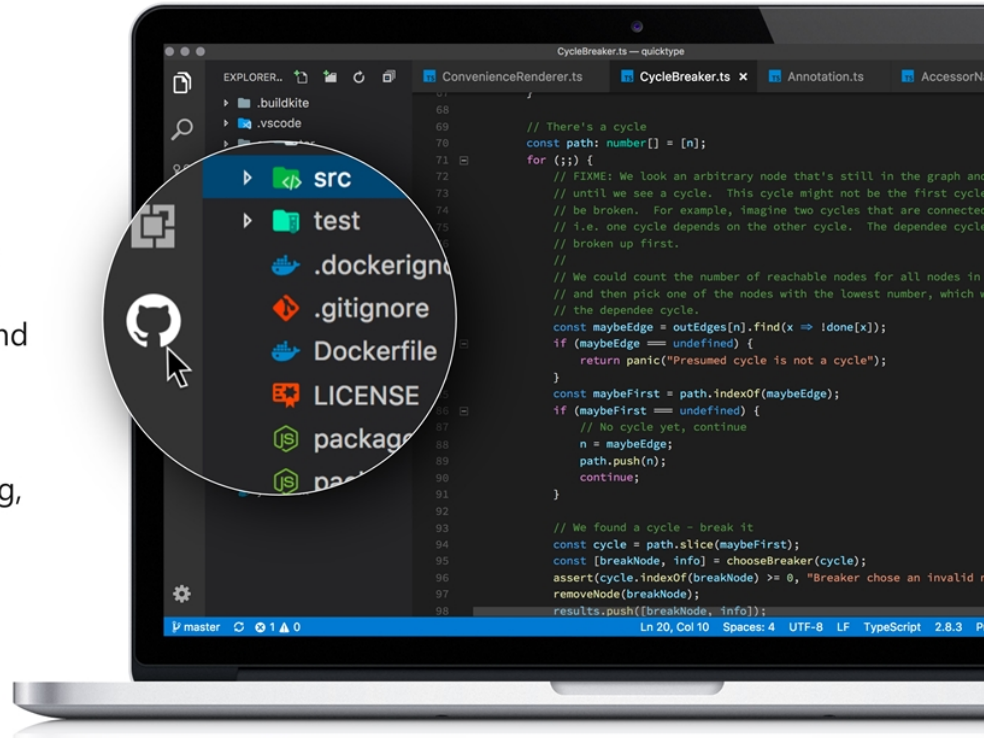 CycleBreaker.ts — quicktype
EXPLORER..
ConvenienceRenderer.ts
CycleBreaker.ts ×
Annotation.ts
.buildkite
.vscode
src
test
.gitignore
Dockerfile
LICENSE
nd
g,
68
69 // There's a cycle
70 const path: number[] = [n];
71 for (;;) {
72 // FIXME: We look an arbitrary node that's still in the graph and
73 // until we see a cycle. This cycle might not be the first cycle
74 // be broken. For example, imagine two cycles that are connected
75 // i.e. one cycle depends on the other cycle. The dependee cycle
// broken up first.
//
// We could count the number of reachable nodes for all nodes in
// and then pick one of the nodes with the lowest number, which w
// the dependee cycle.
const maybeEdge = outEdges[n].find(x ⇒ !done[x]);
if (maybeEdge === undefined) {
return panic("Presumed cycle is not a cycle");
}
const maybeFirst = path.indexOf(maybeEdge);
86 if (maybeFirst === undefined) {
87 // No cycle yet, continue
88 n = maybeEdge;
89 path.push(n);
90 continue;
91 }
92
93 // We found a cycle - break it
94 const cycle = path.slice(maybeFirst);
95 const [breakNode, info] = chooseBreaker(cycle);
96 assert(cycle.indexOf(breakNode) >= 0, "Breaker chose an invalid
97 removeNode(breakNode);
98 results.push([breakNode, info]);
master 1 0 Ln 20, Col 10 Spaces: 4 UTF-8 LF TypeScript 2.8.3